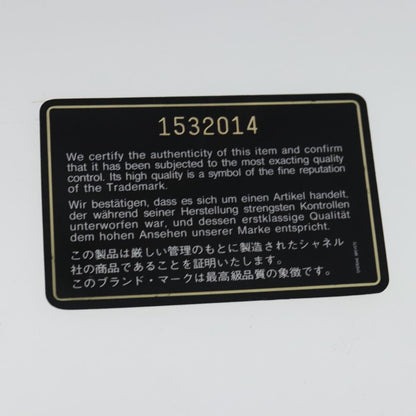 1532014
We certify the authenticity of this item and confirm
that it has been subjected to the most exacting quality
control. Its high quality is a symbol of the fine reputation
of the Trademark.
Wir bestätigen, dass es sich um einen Artikel handelt,
der während seiner Herstellung strengsten Kontrollen
unterworfen war, und dessen erstklassige Qualität
dem hohen Ansehen unserer Marke entspricht.
この製品は厳しい管理のもとに製造されたシャネル
社の商品であることを証明いたします。
このブランド・マークは最高級品質の象徴です。